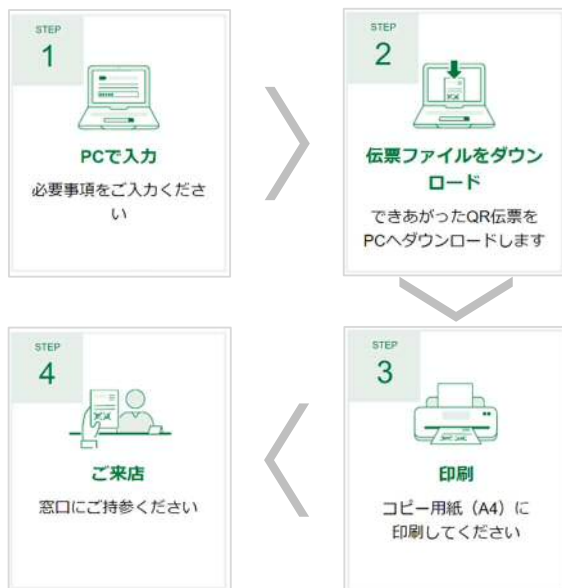 STEP
1
PCで入力
必要事項をご入力くださ
い
STEP
2
伝票ファイルをダウン
ロード
できあがったQR伝票を
PCへダウンロードします
STEP
3
印刷
コピー用紙（A4）に
印刷してください
STEP
4
ご来店
窓口にご持参ください